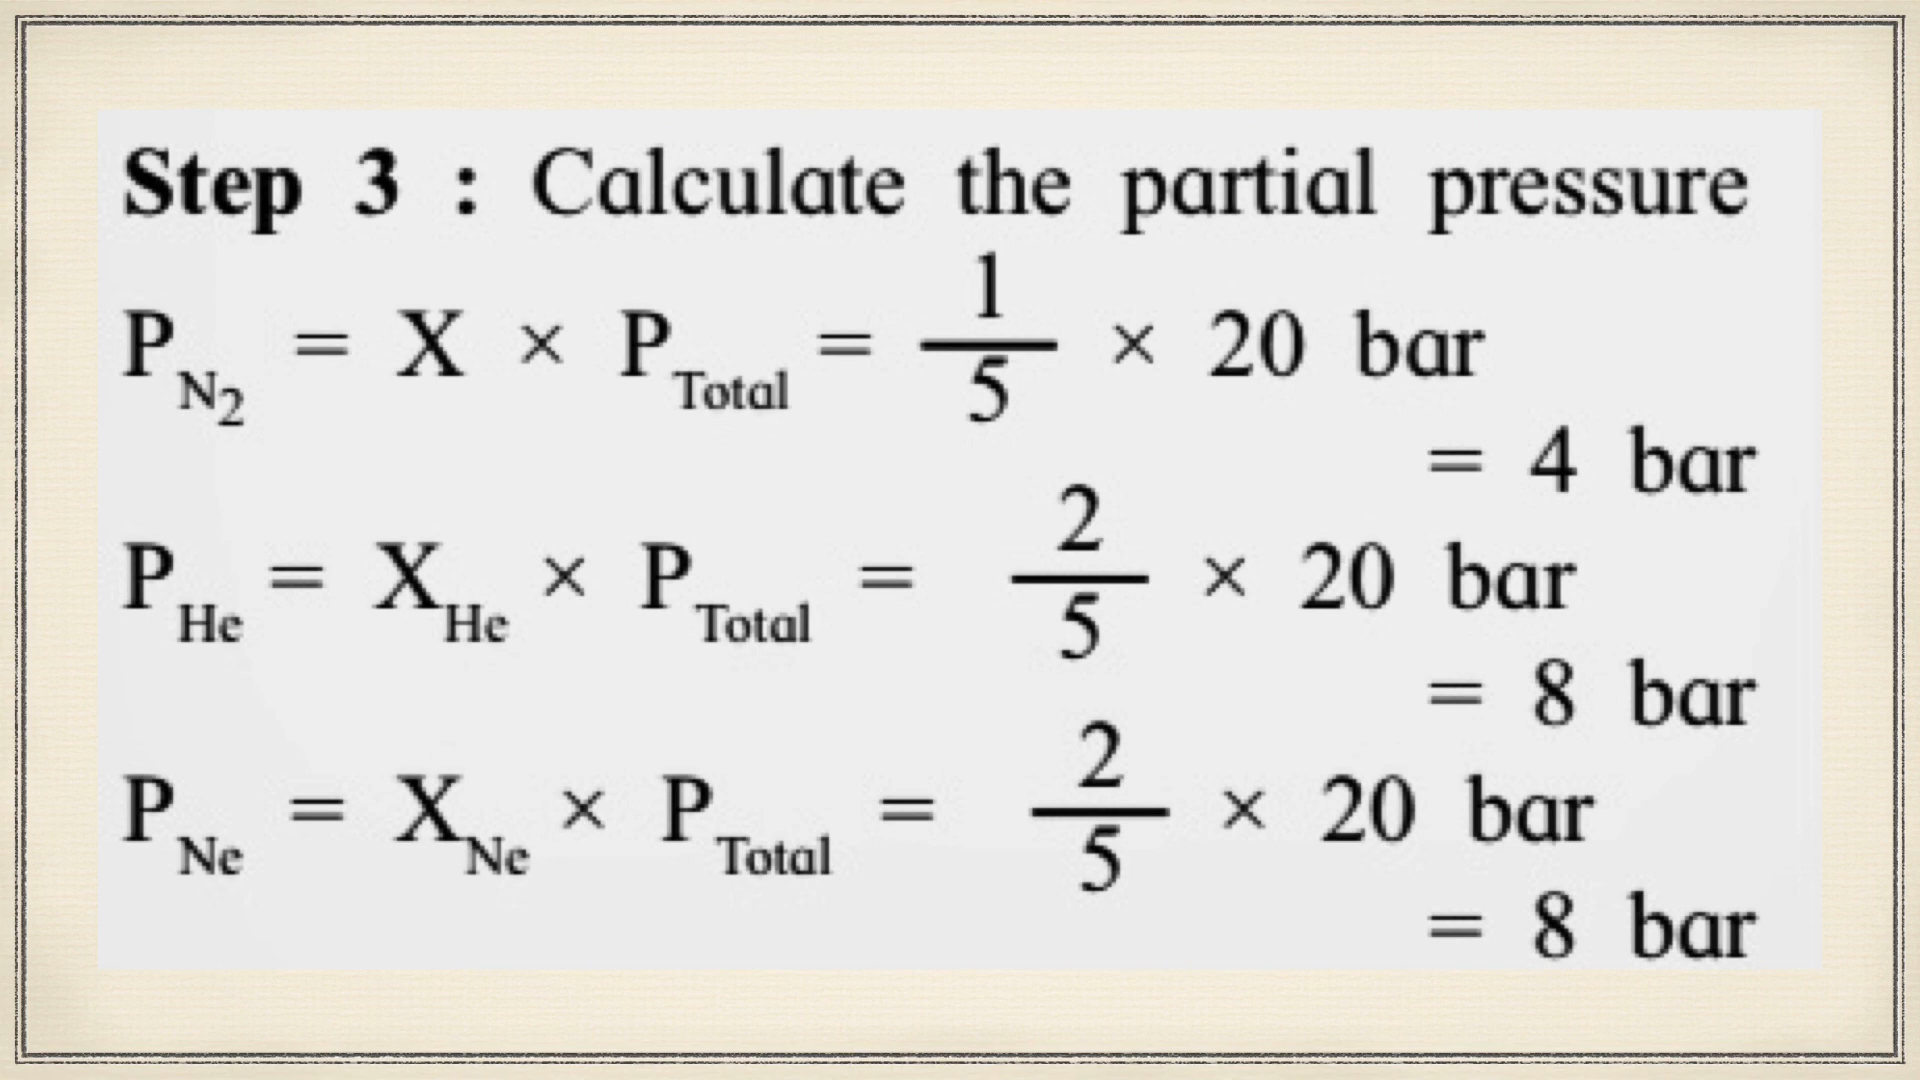 Step 3 : Calculate the partial pressure
P_N₂ = X × P_Total = 1/5 × 20 bar
= 4 bar
P_He = X_He × P_Total = 2/5 × 20 bar
= 8 bar
P_Ne = X_Ne × P_Total = 2/5 × 20 bar
= 8 bar